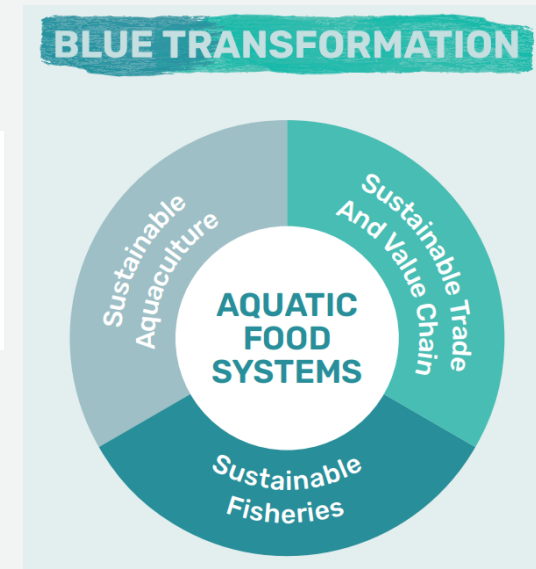 BLUE TRANSFORMATION
Sustainable
Aquaculture
Sustainable Trade
And Value Chain
AQUATIC
FOOD
SYSTEMS
Sustainable
Fisheries